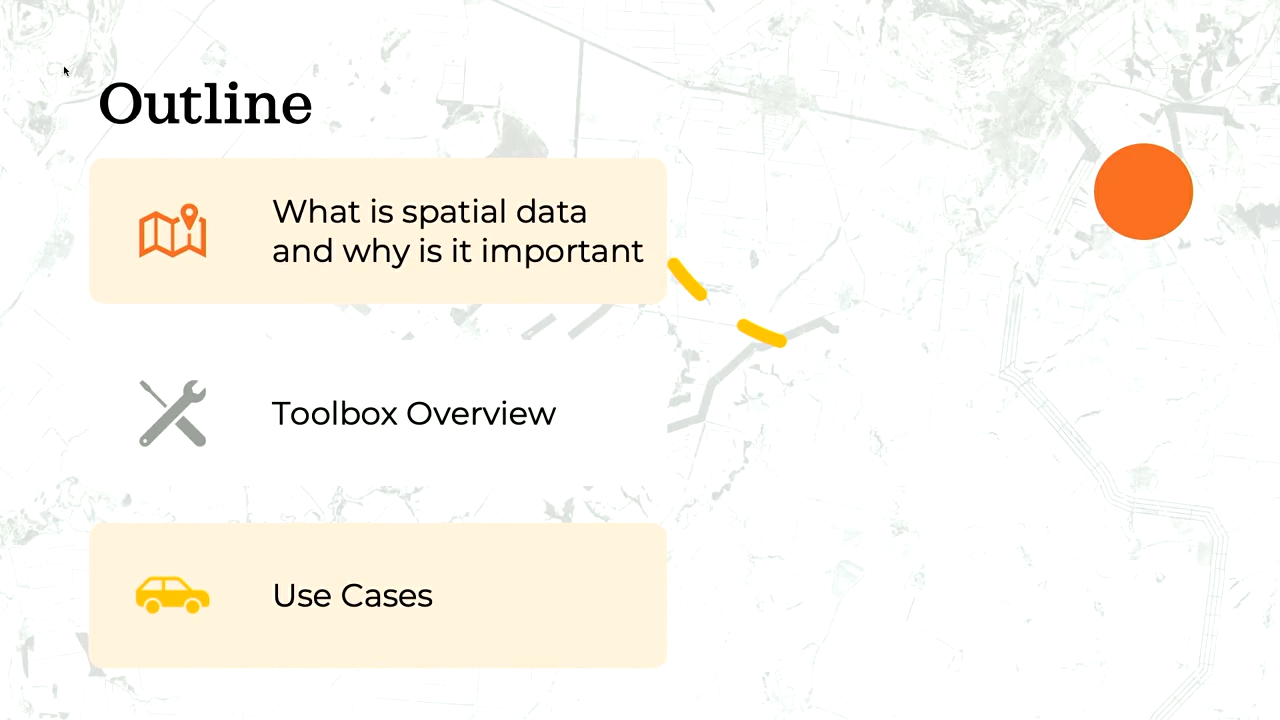 Outline
What is spatial data
and why is it important
Toolbox Overview
Use Cases